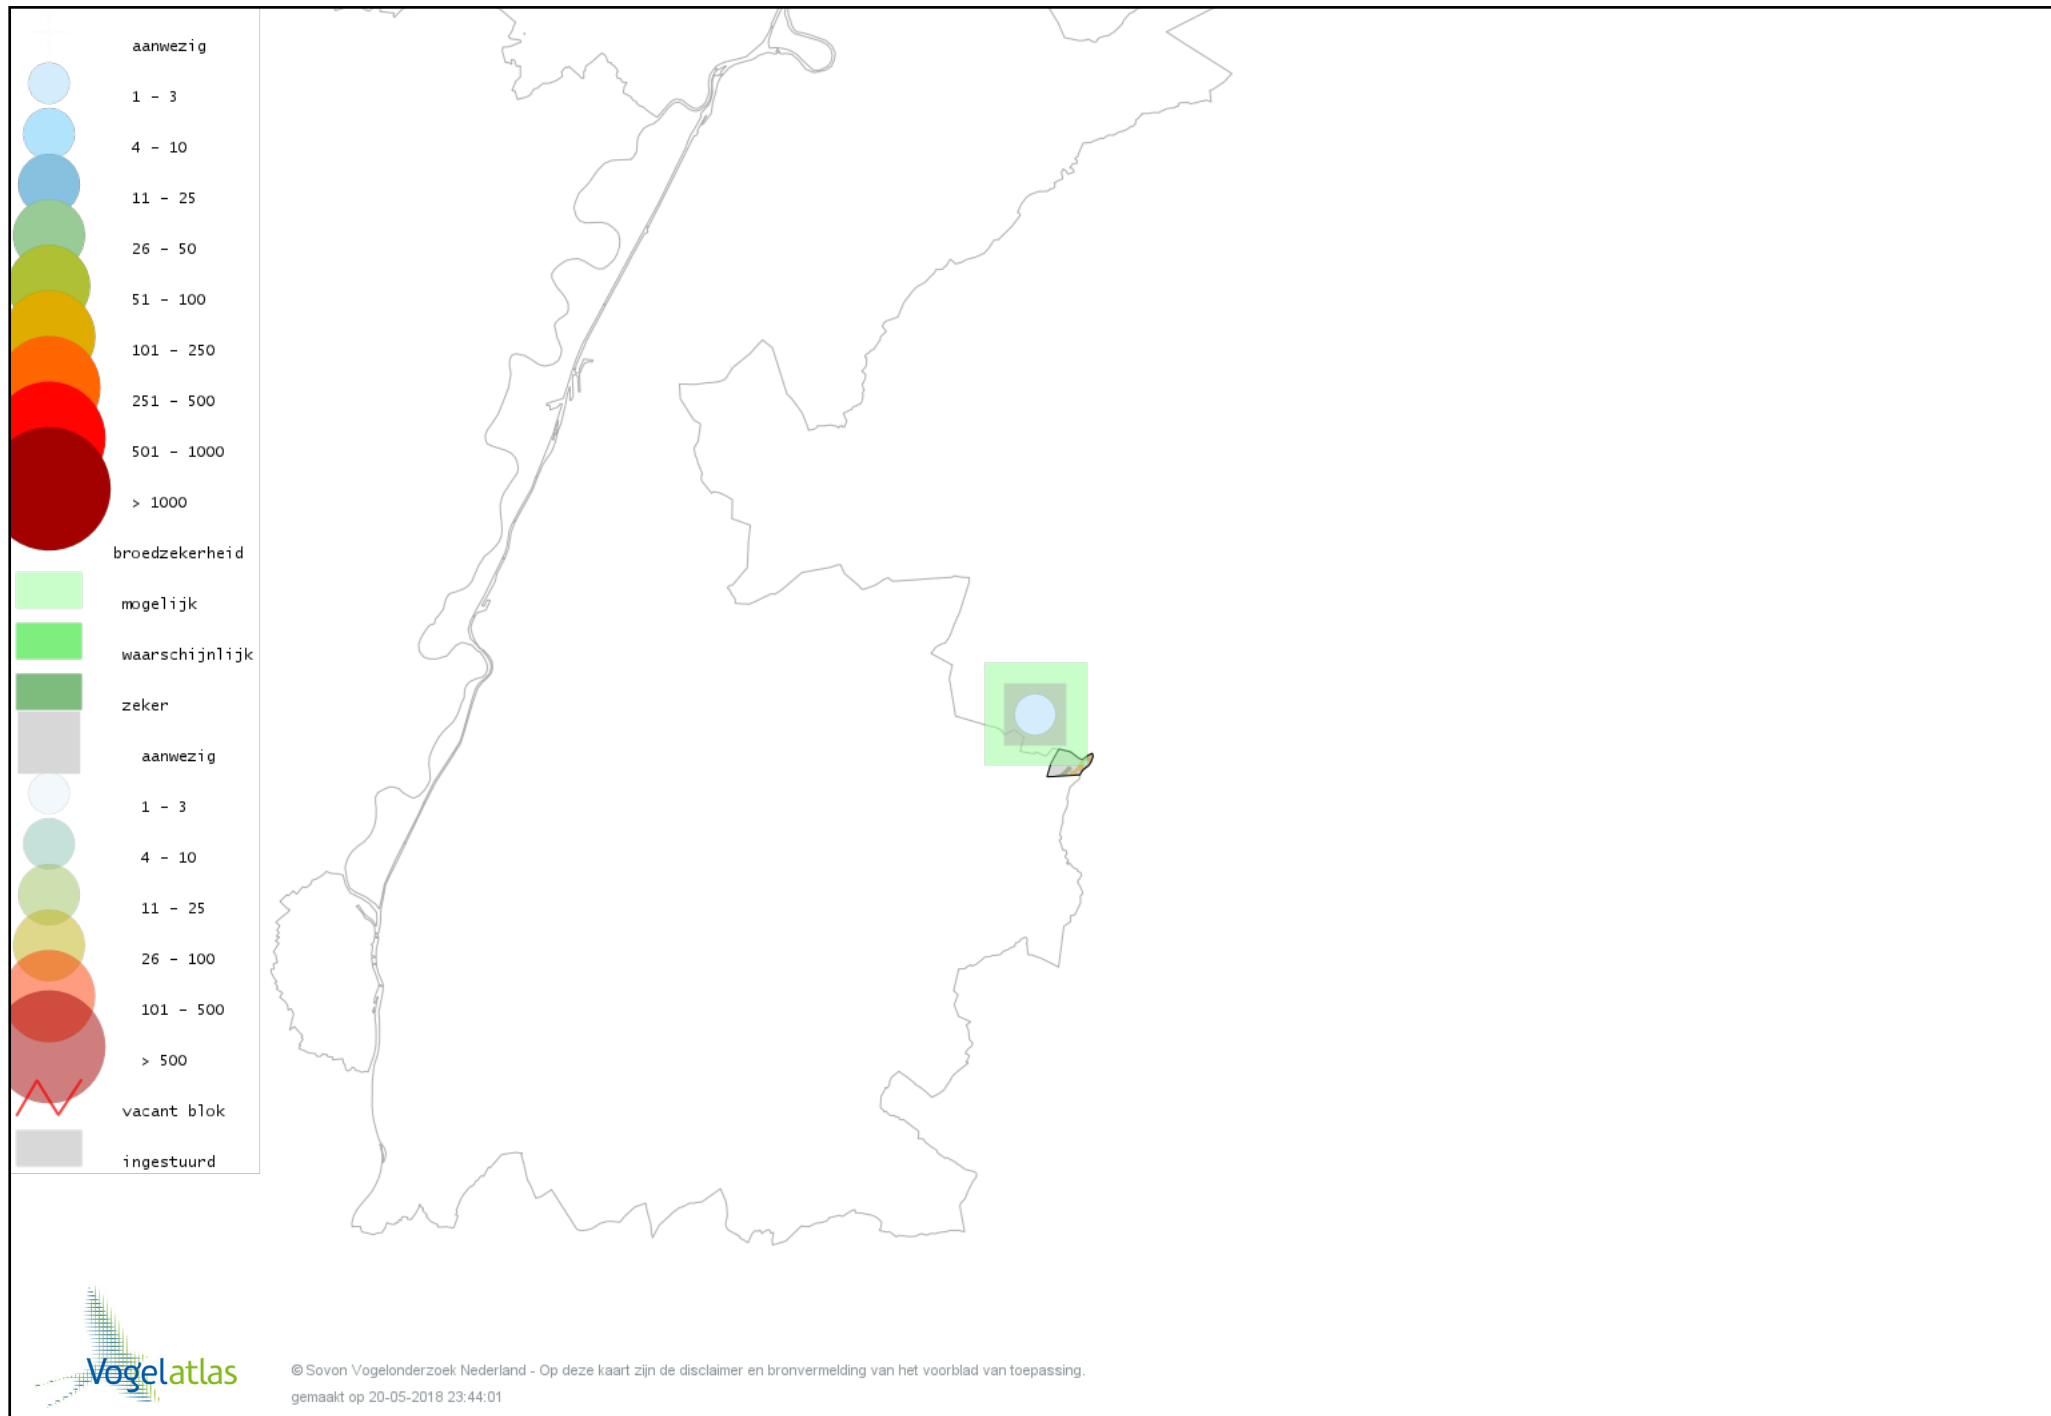 aanwezig
1 – 3
4 – 10
11 – 25
26 – 50
51 – 100
101 – 250
251 – 500
501 – 1000
> 1000
broedzekerheid
mogelijk
waarschijnlijk
zeker
aanwezig
1 – 3
4 – 10
11 – 25
26 – 100
101 – 500
> 500
vacant blok
ingestuurd
Vogelatlas
© Sovon Vogelonderzoek Nederland - Op deze kaart zijn de disclaimer en bronvermelding van het voorblad van toepassing.
gemaakt op 20-05-2018 23:44:01